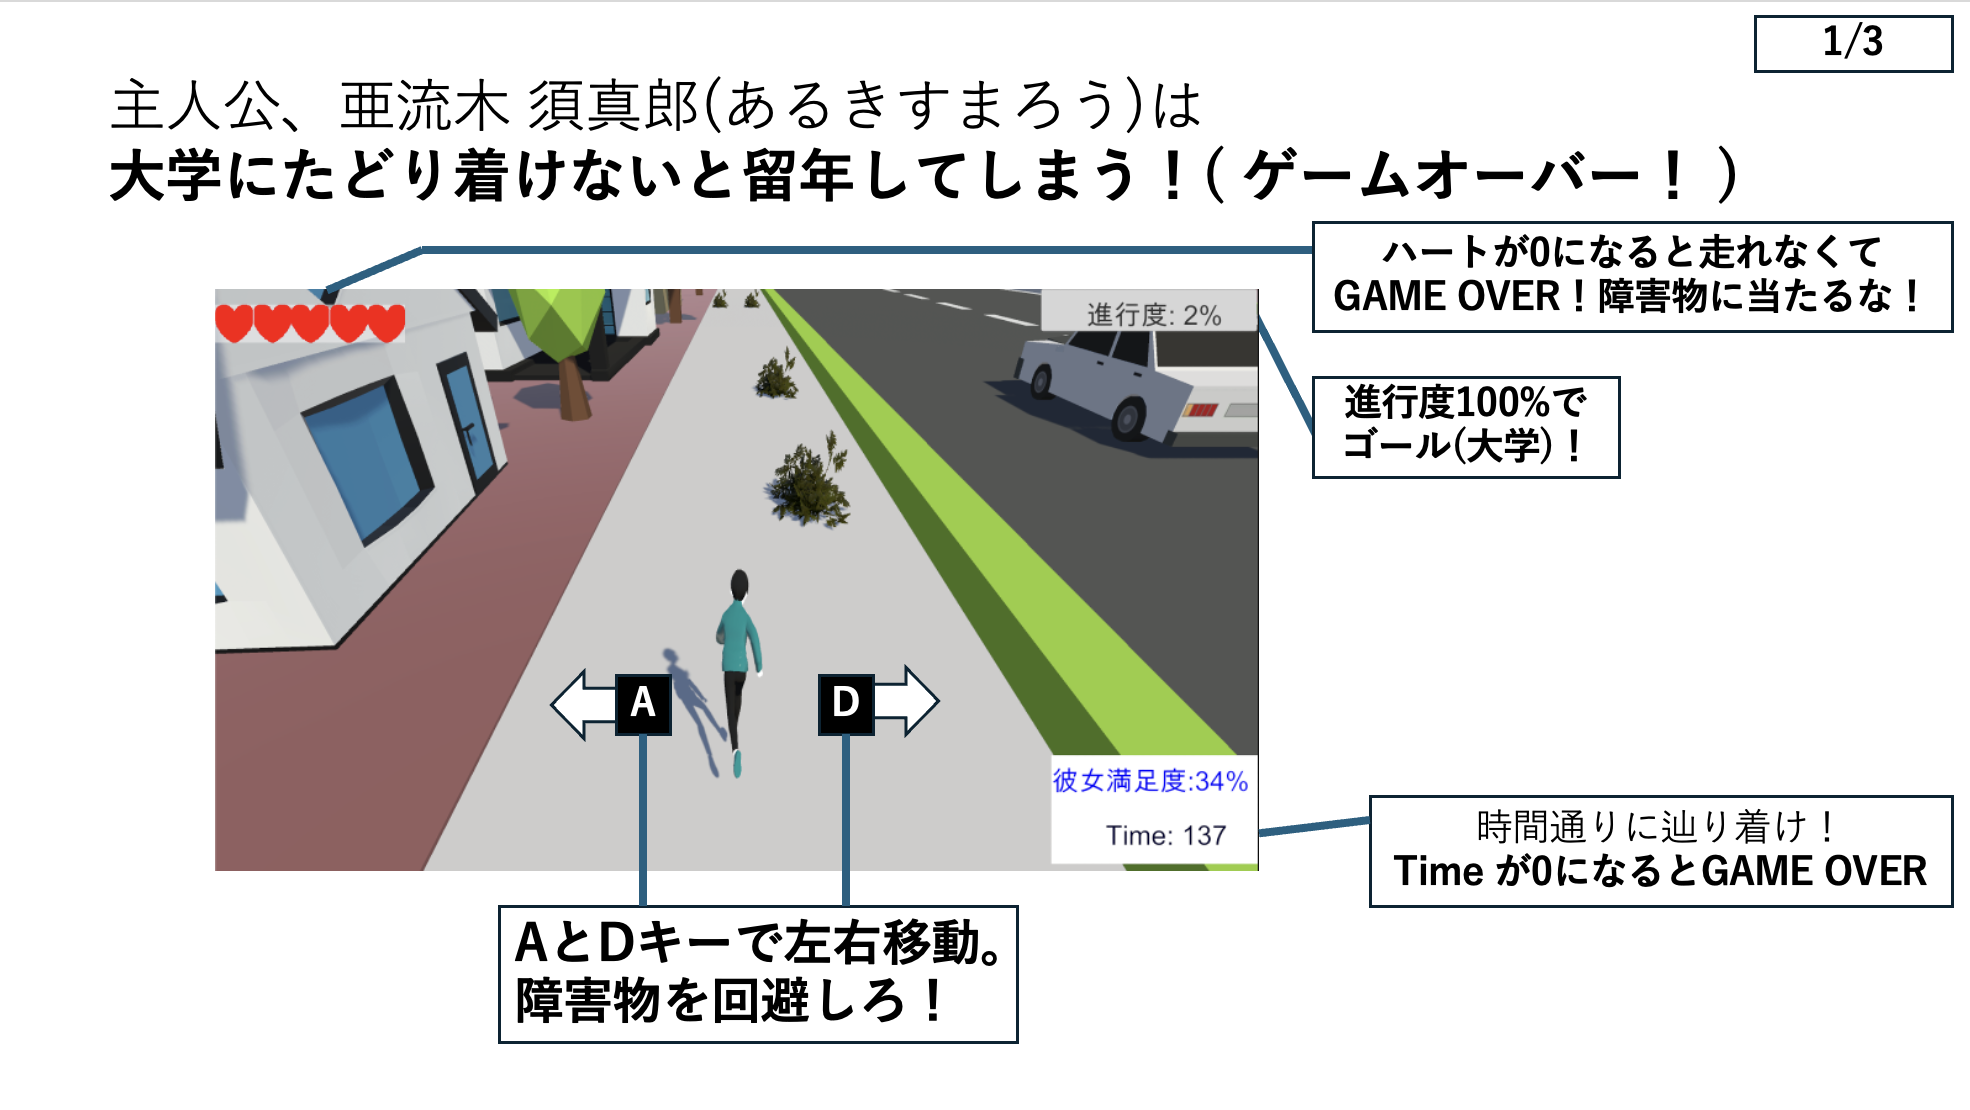 1/3
主人公、亜流木 須真郎(あるきすまろう)は
大学にたどり着けないと留年してしまう！( ゲームオーバー！ )
ハートが0になると走れなくて
GAME OVER！障害物に当たるな！
進行度: 2%
進行度100%で
ゴール(大学)！
A
D
彼女満足度:34%
Time: 137
時間通りに辿り着け！
Time が0になるとGAME OVER
AとDキーで左右移動。
障害物を回避しろ！